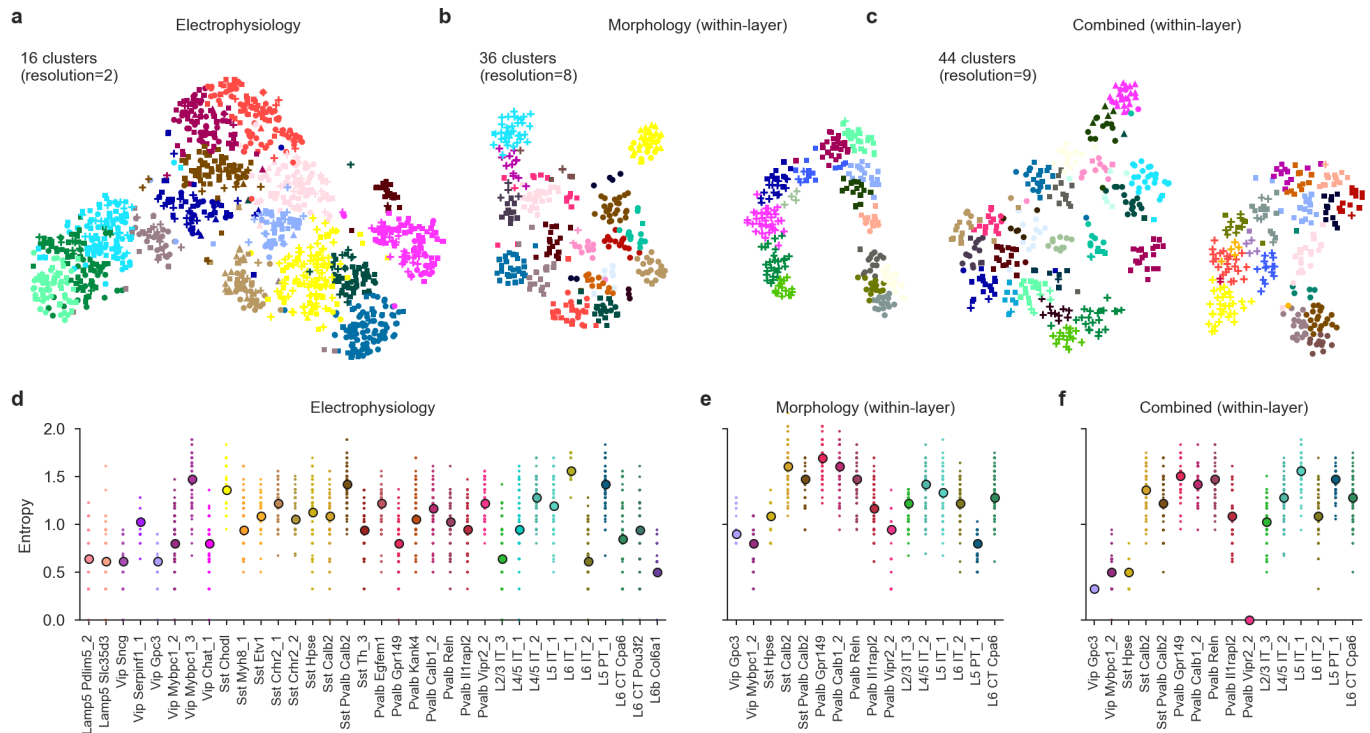 a
Electrophysiology
16 clusters
(resolution=2)
b
Morphology (within-layer)
36 clusters
(resolution=8)
c
Combined (within-layer)
44 clusters
(resolution=9)
d
Electrophysiology
Entropy
2.0
1.5
1.0
0.5
0.0
Lamp5 Pdlim5_2
Lamp5 Slc35d3
Vip Sncg
Vip Serpinf1_1
Vip Gpc3
Vip Mybpc1_2
Vip Mybpc1_3
Vip Chat_1
Sst Chodl
Sst Myh8_1
Sst Etv1
Sst Crhr2_1
Sst Crhr2_2
Sst Hpse
Sst Calb2
Sst Pvalb Calb2
Sst Th_3
Pvalb Egfem1
Pvalb Gpr149
Pvalb Kank4
Pvalb Calb1_2
Pvalb Reln
Pvalb Il1rapl2
Pvalb Vipr2_2
L2/3 IT_3
L4/5 IT_1
L4/5 IT_2
L5 IT_1
L6 IT_1
L6 IT_2
L5 PT_1
L6 CT Cpa6
L6 CT Pou3f2
L6b Col6a1
e
Morphology (within-layer)
Vip Gpc3
Vip Mybpc1_2
Sst Hpse
Sst Calb2
Sst Pvalb Calb2
Pvalb Gpr149
Pvalb Calb1_2
Pvalb Reln
Pvalb Il1rapl2
Pvalb Vipr2_2
L2/3 IT_3
L4/5 IT_2
L5 IT_1
L6 IT_2
L5 PT_1
L6 CT Cpa6
f
Combined (within-layer)
Vip Gpc3
Vip Mybpc1_2
Sst Hpse
Sst Calb2
Sst Pvalb Calb2
Pvalb Gpr149
Pvalb Calb1_2
Pvalb Reln
Pvalb Il1rapl2
Pvalb Vipr2_2
L2/3 IT_3
L4/5 IT_2
L5 IT_1
L6 IT_2
L5 PT_1
L6 CT Cpa6